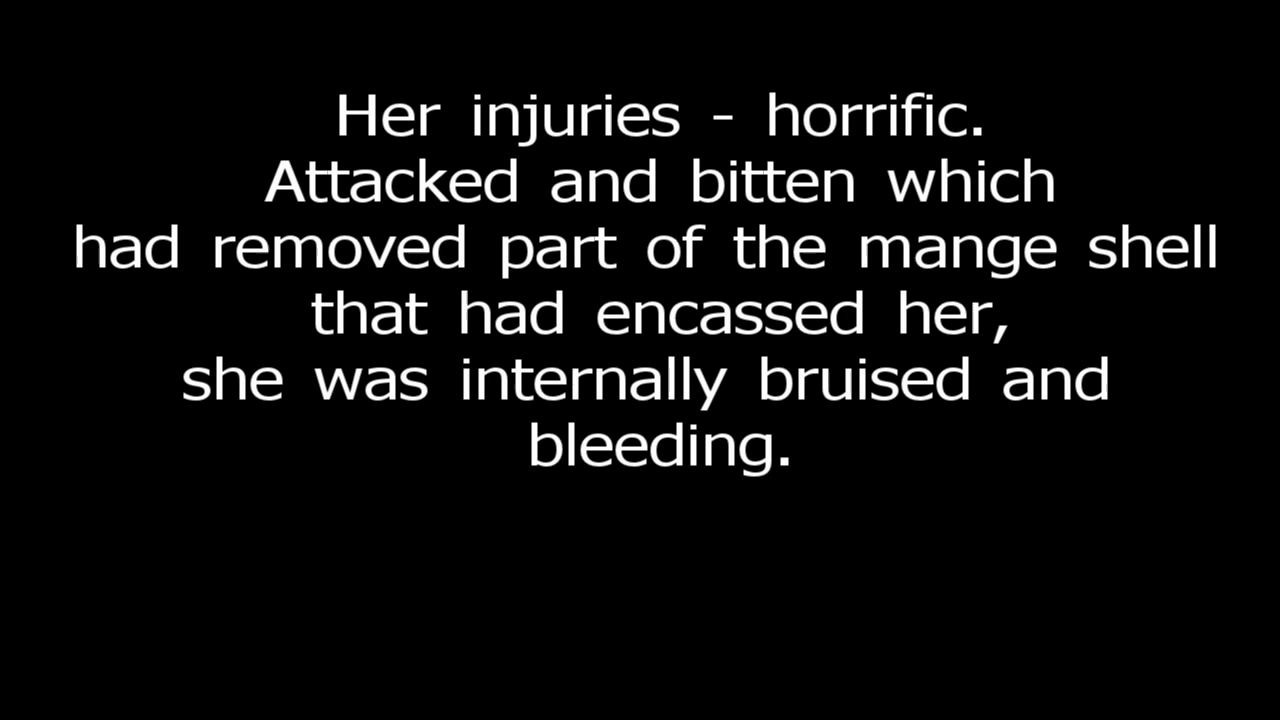 Her injuries - horrific.
Attacked and bitten which
had removed part of the mange shell
that had encassed her,
she was internally bruised and
bleeding.